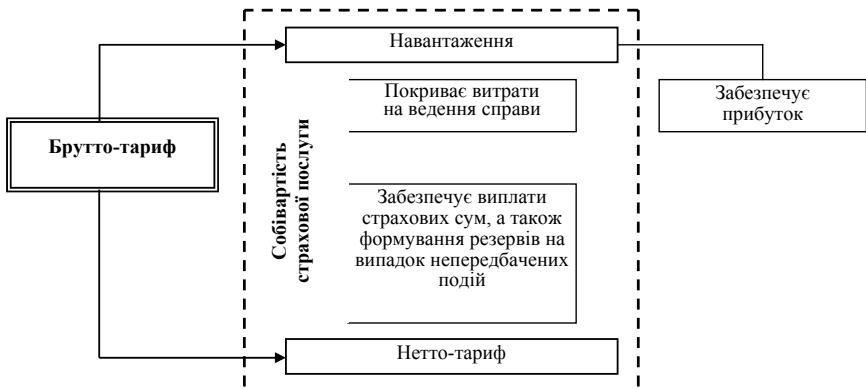 Навантаження
Покриває витрати
на ведення справи
Забезпечує
прибуток
Брутто-тариф
Собівартість
страхової послуги
Забезпечує виплати
страхових сум, а також
формування резервів на
випадок непередбачених
подій
Нетто-тариф